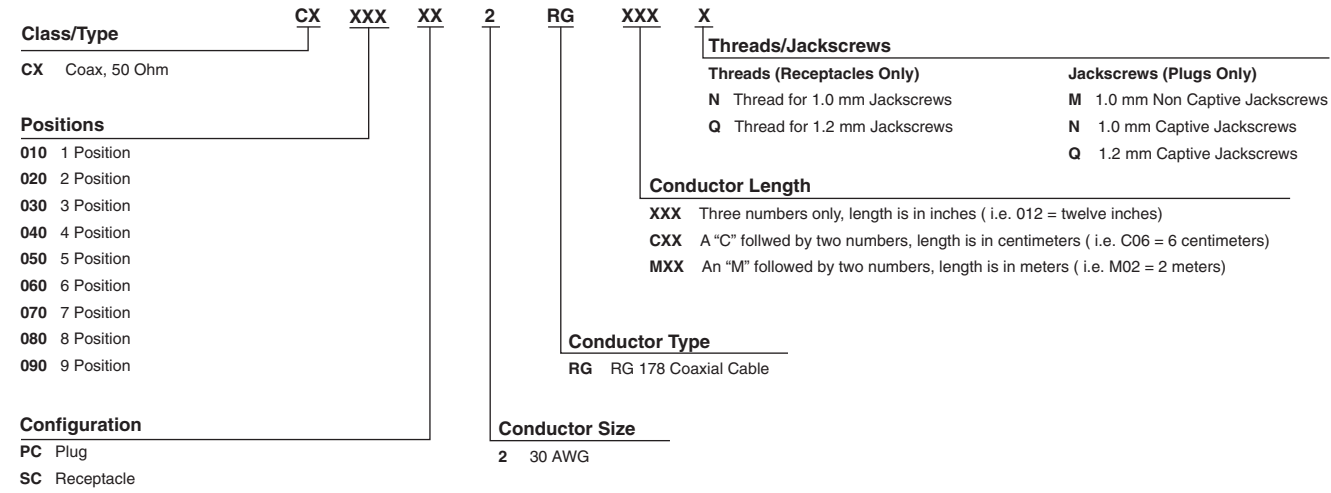 CX XXX XX 2 RG XXX X
Class/Type
CX Coax, 50 Ohm
Positions
010 1 Position
020 2 Position
030 3 Position
040 4 Position
050 5 Position
060 6 Position
070 7 Position
080 8 Position
090 9 Position
Configuration
PC Plug
SC Receptacle
Conductor Size
2 30 AWG
Conductor Type
RG RG 178 Coaxial Cable
Conductor Length
XXX Three numbers only, length is in inches ( i.e. 012 = twelve inches)
CXX A “C” follwed by two numbers, length is in centimeters ( i.e. C06 = 6 centimeters)
MXX An “M” followed by two numbers, length is in meters ( i.e. M02 = 2 meters)
Threads/Jackscrews
Threads (Receptacles Only)
N Thread for 1.0 mm Jackscrews
Q Thread for 1.2 mm Jackscrews
Jackscrews (Plugs Only)
M 1.0 mm Non Captive Jackscrews
N 1.0 mm Captive Jackscrews
Q 1.2 mm Captive Jackscrews